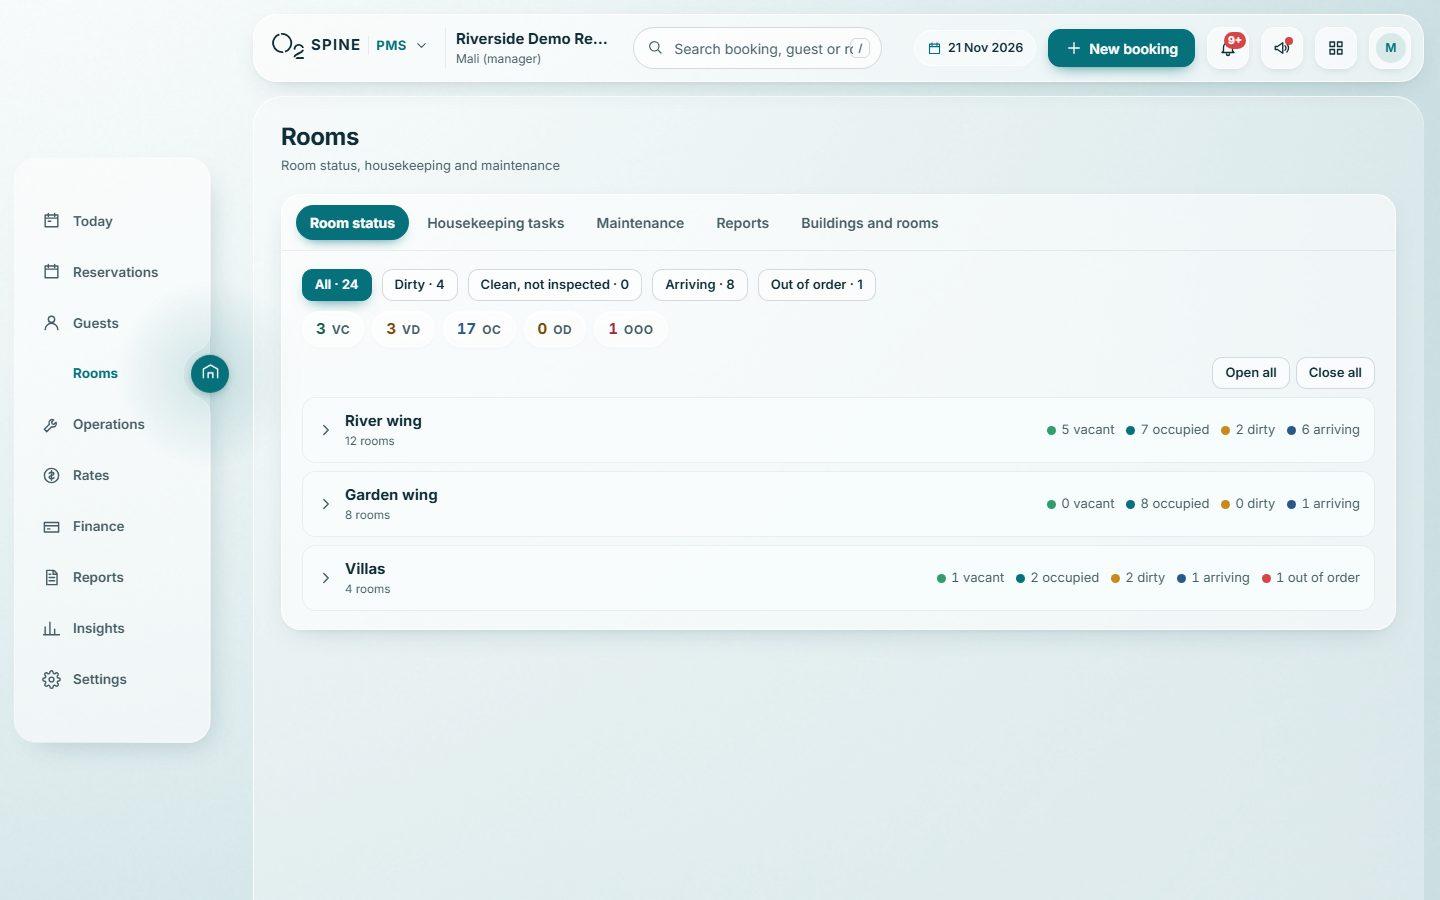 O2 SPINE PMS
Riverside Demo Re...
Mali (manager)
Search booking, guest or ro /
21 Nov 2026
New booking
9+
M
Today
Reservations
Guests
Rooms
Operations
Rates
Finance
Reports
Insights
Settings
Rooms
Room status, housekeeping and maintenance
Room status Housekeeping tasks Maintenance Reports Buildings and rooms
All · 24 Dirty · 4 Clean, not inspected · 0 Arriving · 8 Out of order · 1
3 VC 3 VD 17 OC 0 OD 1 OOO
Open all Close all
River wing
12 rooms
5 vacant 7 occupied 2 dirty 6 arriving
Garden wing
8 rooms
0 vacant 8 occupied 0 dirty 1 arriving
Villas
4 rooms
1 vacant 2 occupied 2 dirty 1 arriving 1 out of order